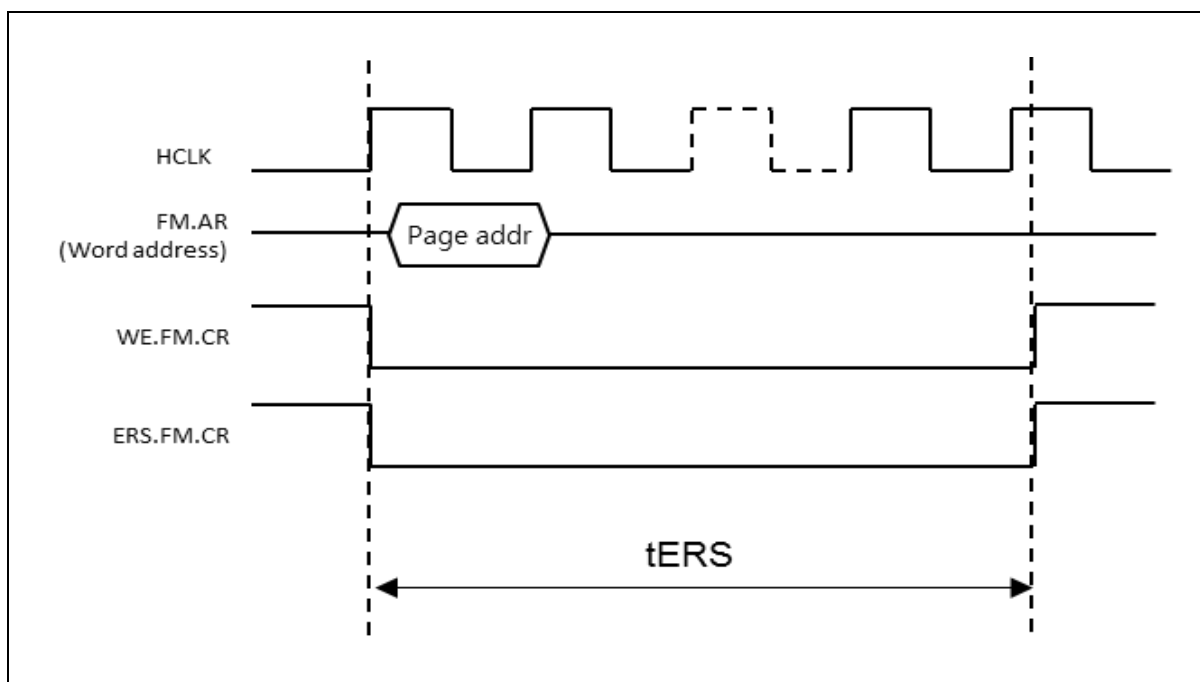 HCLK
FM.AR
(Word address)
Page addr
WE.FM.CR
ERS.FM.CR
tERS